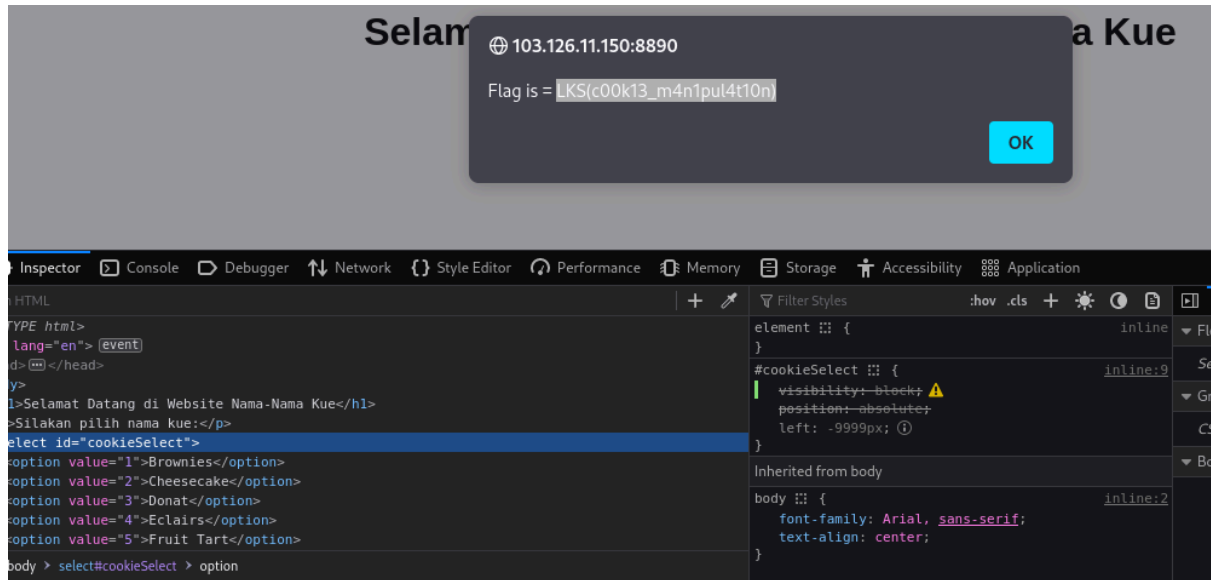 Selam
a Kue
103.126.11.150:8890
Flag is = LKS(c00k13_m4n1pul4t10n)
OK
Inspector Console Debugger Network Style Editor Performance Memory Storage Accessibility Application
HTML
TYPE html>
lang="en"> event
d> </head>
y>
1>Selamat Datang di Website Nama-Nama Kue</h1>
>Silakan pilih nama kue:</p>
elect id="cookieSelect">
<option value="1">Brownies</option>
<option value="2">Cheesecake</option>
<option value="3">Donat</option>
<option value="4">Eclairs</option>
<option value="5">Fruit Tart</option>
body > select#cookieSelect > option
Filter Styles :hov .cls
element { inline
}
#cookieSelect { inline:9
visibility: block;
position: absolute;
left: -9999px;
}
Inherited from body
body { inline:2
font-family: Arial, sans-serif;
text-align: center;
}
Fl
Se
Gr
CS
Bo